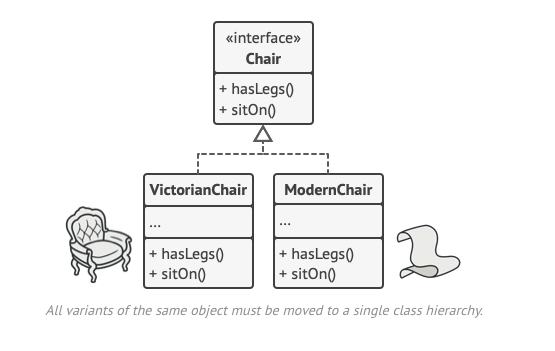 «interface»
Chair
+ hasLegs()
+ sitOn()
VictorianChair
...
+ hasLegs()
+ sitOn()
ModernChair
...
+ hasLegs()
+ sitOn()
All variants of the same object must be moved to a single class hierarchy.